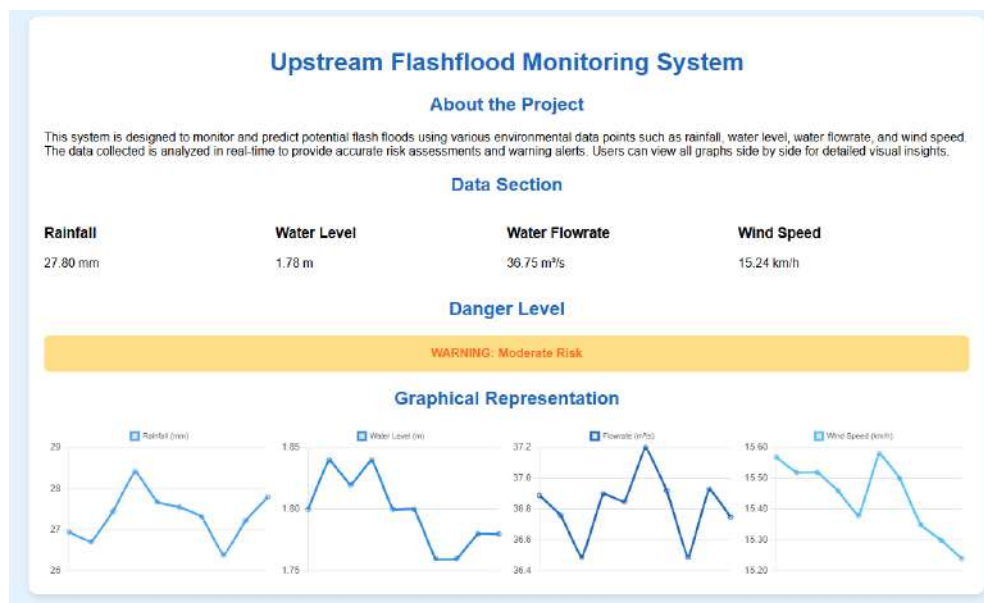 Upstream Flashflood Monitoring System
About the Project
This system is designed to monitor and predict potential flash floods using various environmental data points such as rainfall, water level, water flowrate, and wind speed.
The data collected is analyzed in real-time to provide accurate risk assessments and warning alerts. Users can view all graphs side by side for detailed visual insights.
Data Section
Rainfall Water Level Water Flowrate Wind Speed
27.80 mm 1.78 m 36.75 m³/s 15.24 km/h
Danger Level
WARNING: Moderate Risk
Graphical Representation
Rainfall (mm) Water Level (m) Flowrate (m³/s) Wind Speed (km/h)
29 1.85 37.2 15.60
28 37.0 15.50
1.80 36.8 15.40
27 36.6 15.30
26 1.75 36.4 15.20